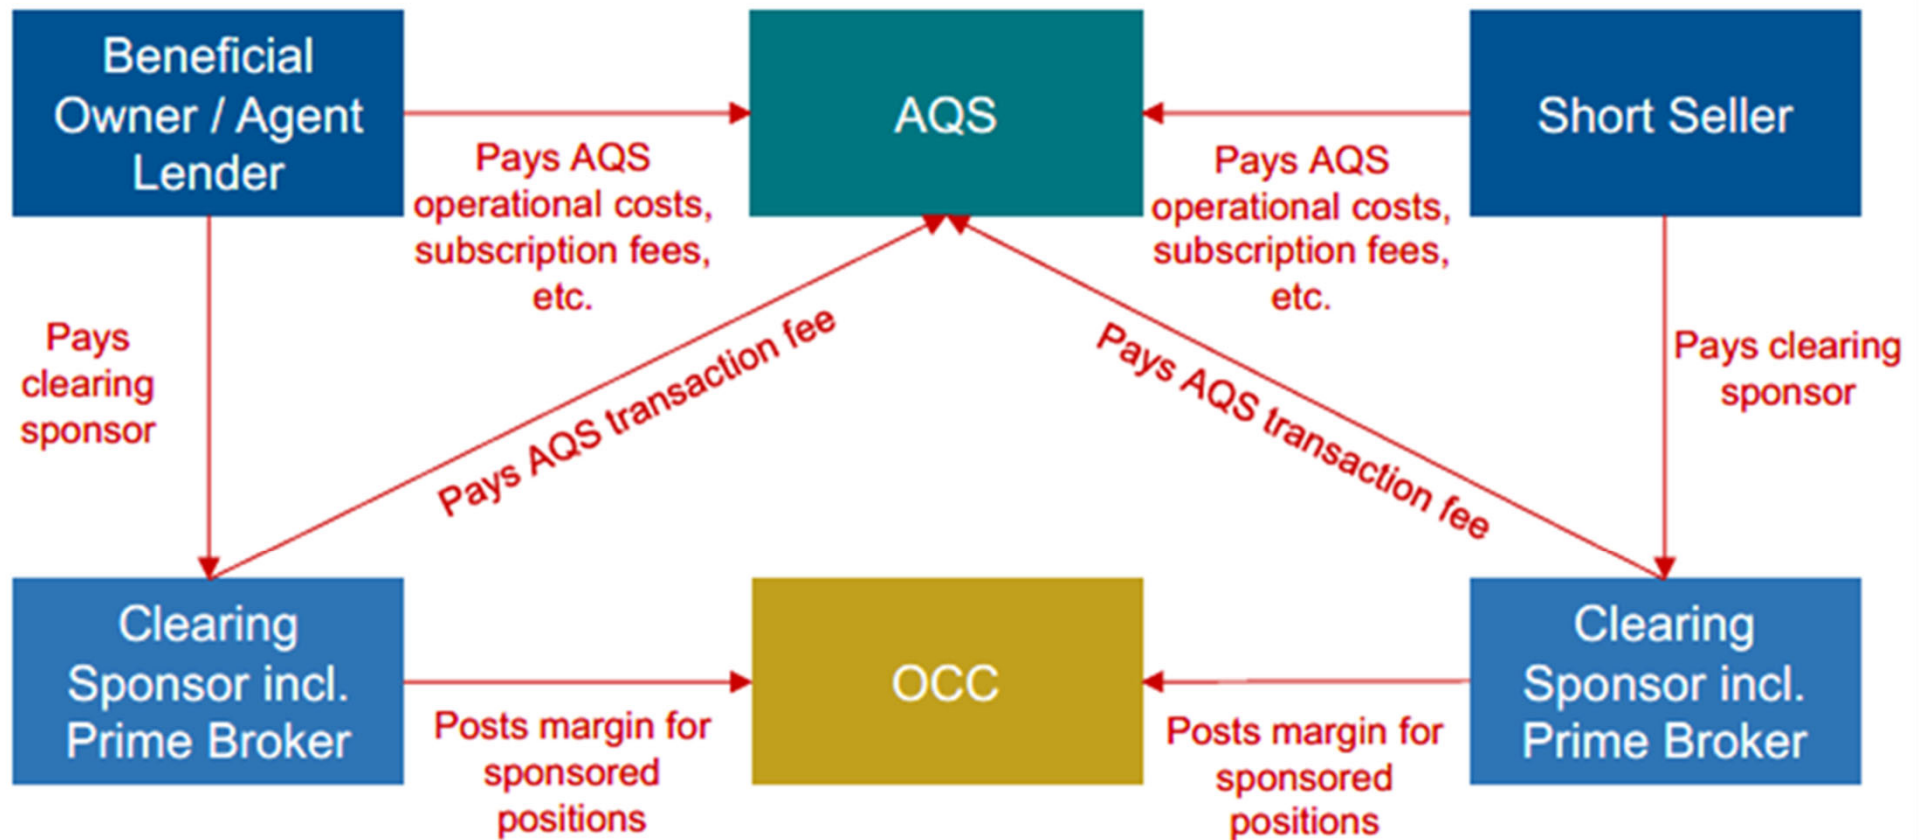 Beneficial
Owner / Agent
Lender
AQS
Short Seller
Pays AQS
operational costs,
subscription fees,
etc.
Pays AQS
operational costs,
subscription fees,
etc.
Pays
clearing
sponsor
Pays AQS transaction fee
Pays AQS transaction fee
Pays clearing
sponsor
Clearing
Sponsor incl.
Prime Broker
OCC
Clearing
Sponsor incl.
Prime Broker
Posts margin for
sponsored
positions
Posts margin for
sponsored
positions